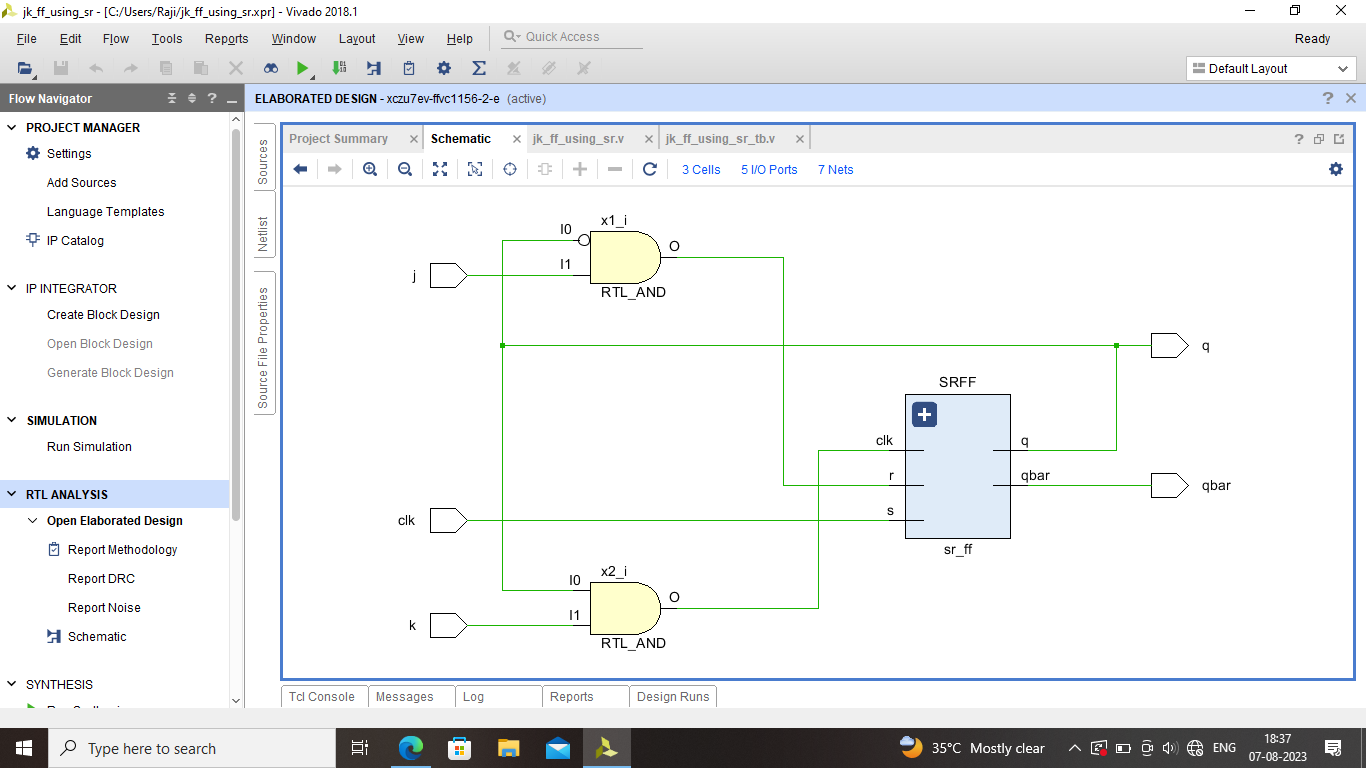 jk_ff_using_sr - [C:/Users/Raji/jk_ff_using_sr.xpr] - Vivado 2018.1
File Edit Flow Tools Reports Window Layout View Help Quick Access Ready
Default Layout
Flow Navigator
ELABORATED DESIGN - xczu7ev-ffvc1156-2-e (active)
PROJECT MANAGER
Settings
Add Sources
Language Templates
IP Catalog
IP INTEGRATOR
Create Block Design
Open Block Design
Generate Block Design
SIMULATION
Run Simulation
RTL ANALYSIS
Open Elaborated Design
Report Methodology
Report DRC
Report Noise
Schematic
SYNTHESIS
Sources
Netlist
Source File Properties
Project Summary Schematic jk_ff_using_sr.v jk_ff_using_sr_tb.v
3 Cells 5 I/O Ports 7 Nets
x1_i
I0
O
I1
j
RTL_AND
q
SRFF
clk
q
r
qbar
qbar
s
clk
sr_ff
x2_i
I0
O
I1
k
RTL_AND
Tcl Console Messages Log Reports Design Runs
Type here to search
35°C Mostly clear
ENG
18:37
07-08-2023